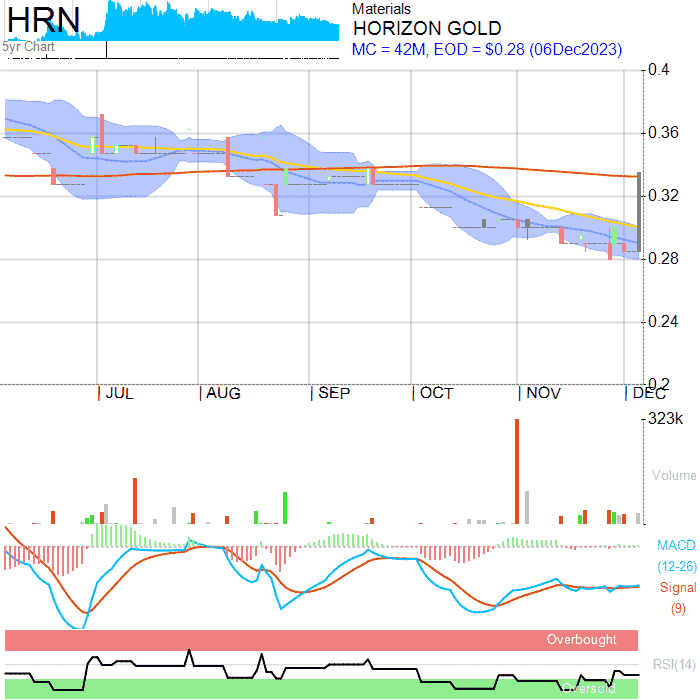 HRN
5yr Chart
Materials
HORIZON GOLD
MC = 42M, EOD = $0.28 (06Dec2023)
0.4
0.36
0.32
0.28
0.24
0.2
JUL AUG SEP OCT NOV DEC
323k
Volume
MACD
(12-26)
Signal
(9)
Overbought
RSI(14)
Oversold